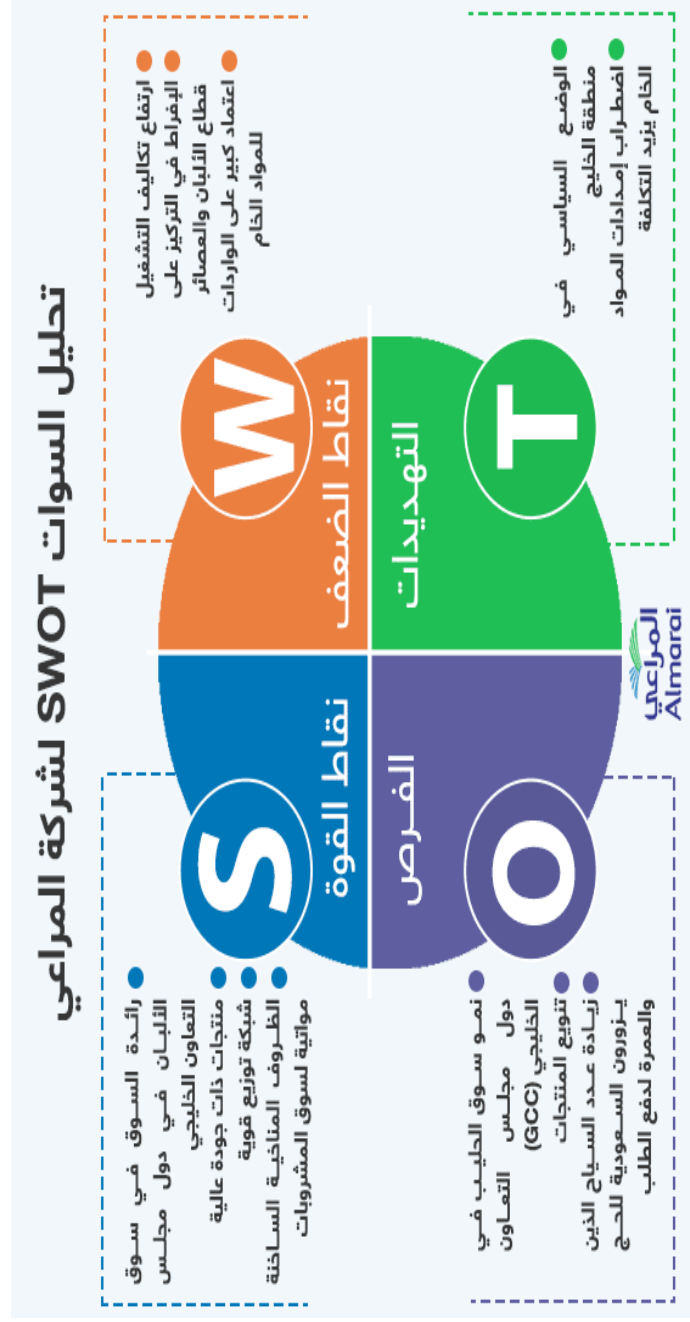 تحليل السوات SWOT لشركة المراعي
رائدة السوق في سوق
الألبان في دول مجلس
التعاون الخليجي
منتجات ذات جودة عالية
شبكة توزيع قوية
الظروف المناخية الساخنة
مواتية لسوق المشروبات
S
نقاط القوة
W
نقاط الضعف
ارتفاع تكاليف التشغيل
الإفراط في التركيز على
قطاع الألبان والعصائر
اعتماد كبير على الواردات
للمواد الخام
نمو سوق الحليب في
دول مجلس التعاون
الخليجي (GCC)
تنويع المنتجات
زيادة عدد السياح الذين
يزورون السعودية للحج
والعمرة لدفع الطلب
الفرص
O
التهديدات
T
الوضع السياسي في
منطقة الخليج
اضطراب إمدادات المواد
الخام يزيد التكلفة
المراعي
Almarai